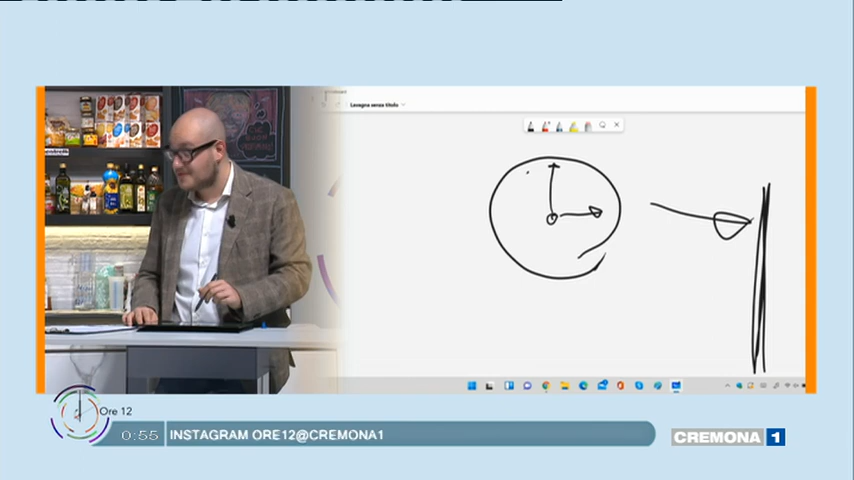 Lavagna senza titolo
Ore 12
0:55
INSTAGRAM ORE12@CREMONA1
CREMONA 1